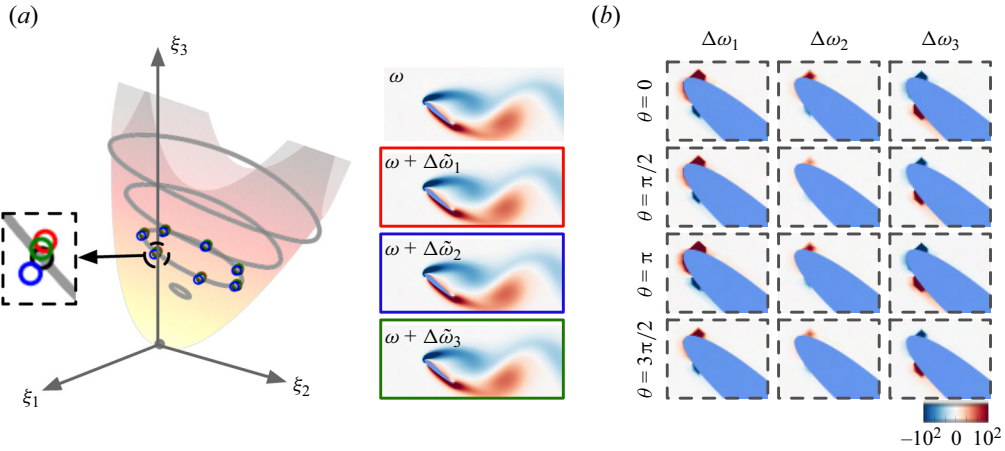 (a)
ξ3
ξ1
ξ2
ω
ω + Δω̃1
ω + Δω̃2
ω + Δω̃3
(b)
Δω1 Δω2 Δω3
θ = 0
θ = π/2
θ = π
θ = 3π/2
–10² 0 10²